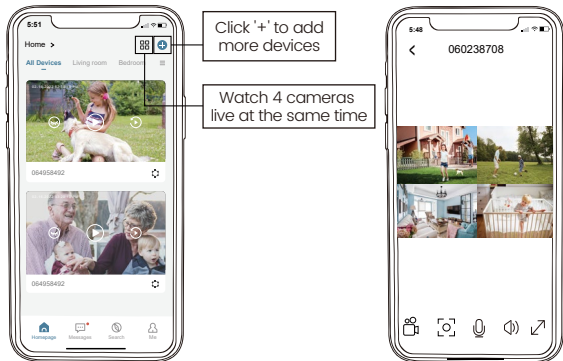 5:51
Home >
All Devices Living room Bedroom
064958492
064958492
Homepage Messages Search Me
Click '+' to add
more devices
Watch 4 cameras
live at the same time
5:48
060238708